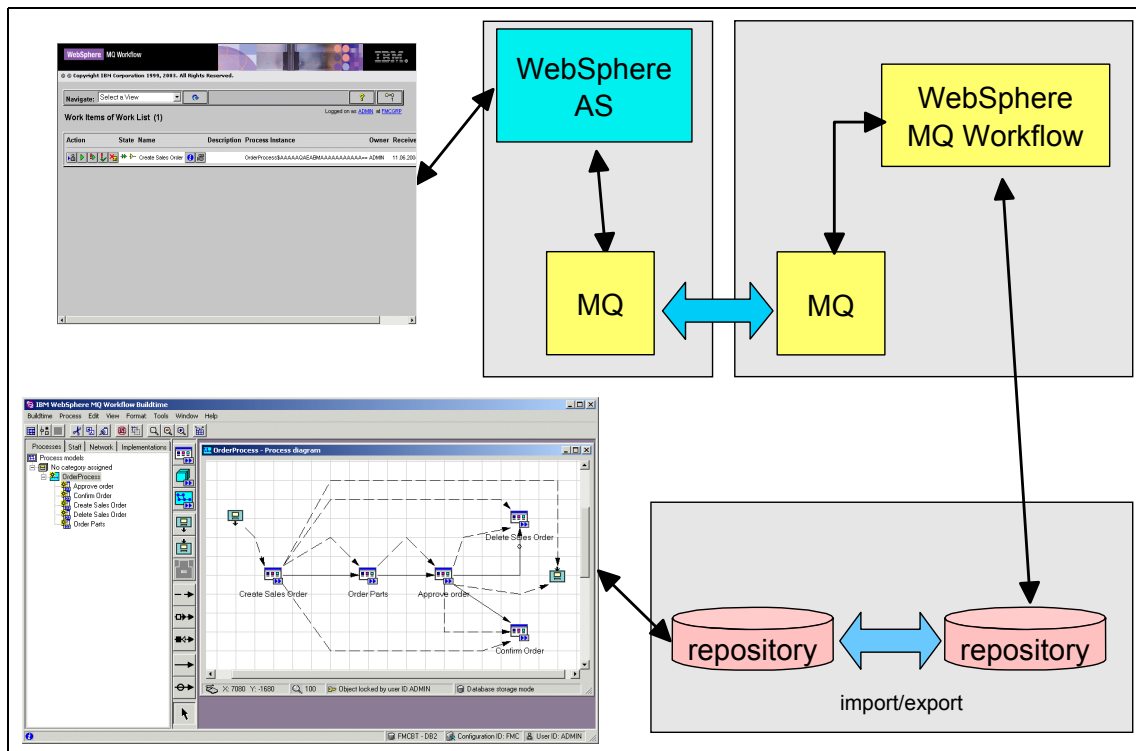 WebSphere MQ Workflow
IBM
© Copyright IBM Corporation 1999, 2003. All Rights Reserved.
Navigate: Select a View
Logged on as ADMIN at FMCGRP
Work Items of Work List (1)
Action State Name Description Process Instance Owner Receive
Create Sales Order ADMIN 11.06.200
WebSphere
AS
MQ
WebSphere
MQ Workflow
MQ
IBM WebSphere MQ Workflow Buildtime
Buildtime Process Edit View Format Tools Window Help
Processes Staff Network Implementations
Process models
No category assigned
OrderProcess
Approve order
Confirm Order
Create Sales Order
Delete Sales Order
Order Parts
OrderProcess - Process diagram
Delete Sales Order
Create Sales Order
Order Parts
Approve order
Confirm Order
X: 7080 Y: -1680 100 Object locked by user ID ADMIN Database storage mode
FMCBT - DB2 Configuration ID: FMC User ID: ADMIN
repository
repository
import/export